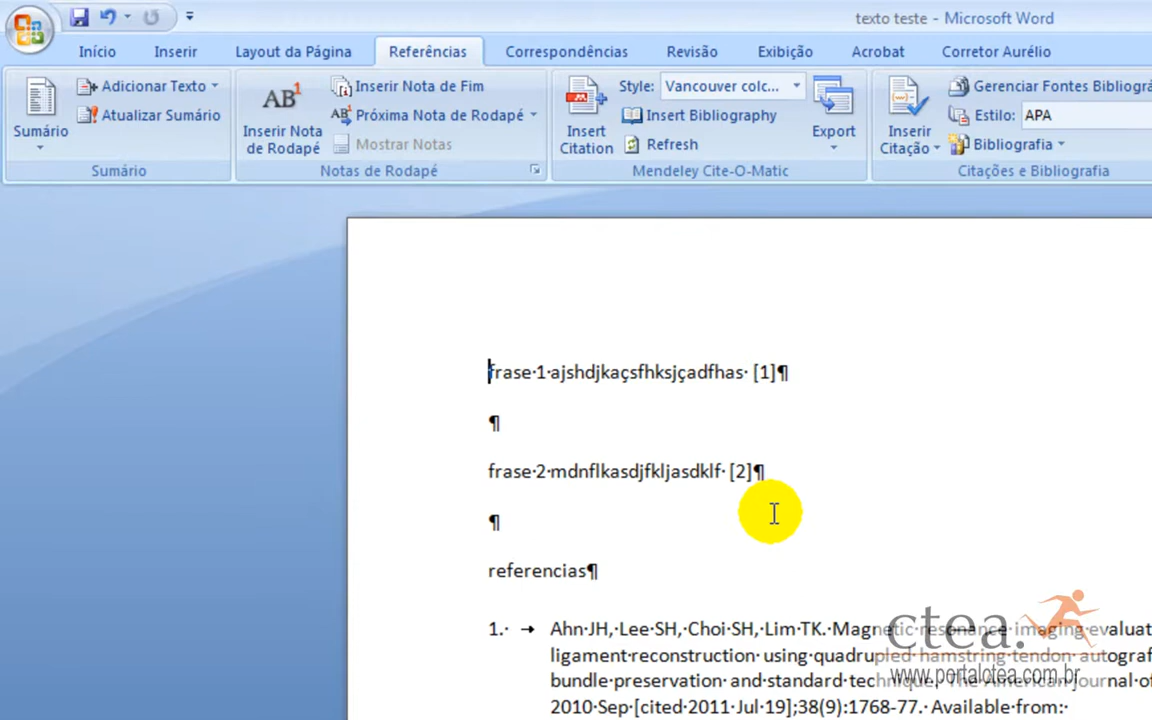 texto teste - Microsoft Word
Início Inserir Layout da Página Referências Correspondências Revisão Exibição Acrobat Corretor Aurélio
Sumário
Adicionar Texto
Atualizar Sumário
Sumário
AB1
Inserir Nota de Rodapé
Inserir Nota de Fim
Próxima Nota de Rodapé
Mostrar Notas
Notas de Rodapé
Insert Citation
Style: Vancouver colc...
Insert Bibliography
Refresh
Export
Mendeley Cite-O-Matic
Inserir Citação
Gerenciar Fontes Bibliográ
Estilo: APA
Bibliografia
Citações e Bibliografia
frase·1·ajshdjkaçsfhksjçadfhas· [1]¶
¶
frase·2·mdnflkasdjfkljasdklf· [2]¶
¶
referencias¶
1.· → Ahn·JH,·Lee·SH,·Choi·SH,·Lim·TK.·Magnetic·resonance·imaging·evaluat
ligament·reconstruction·using·quadrupled·hamstring·tendon·autograf
bundle·preservation·and·standard·technique.·The·American·journal·of
2010·Sep·[cited·2011·Jul·19];38(9):1768-77.·Available·from:·
ctea.
www.portalctea.com.br